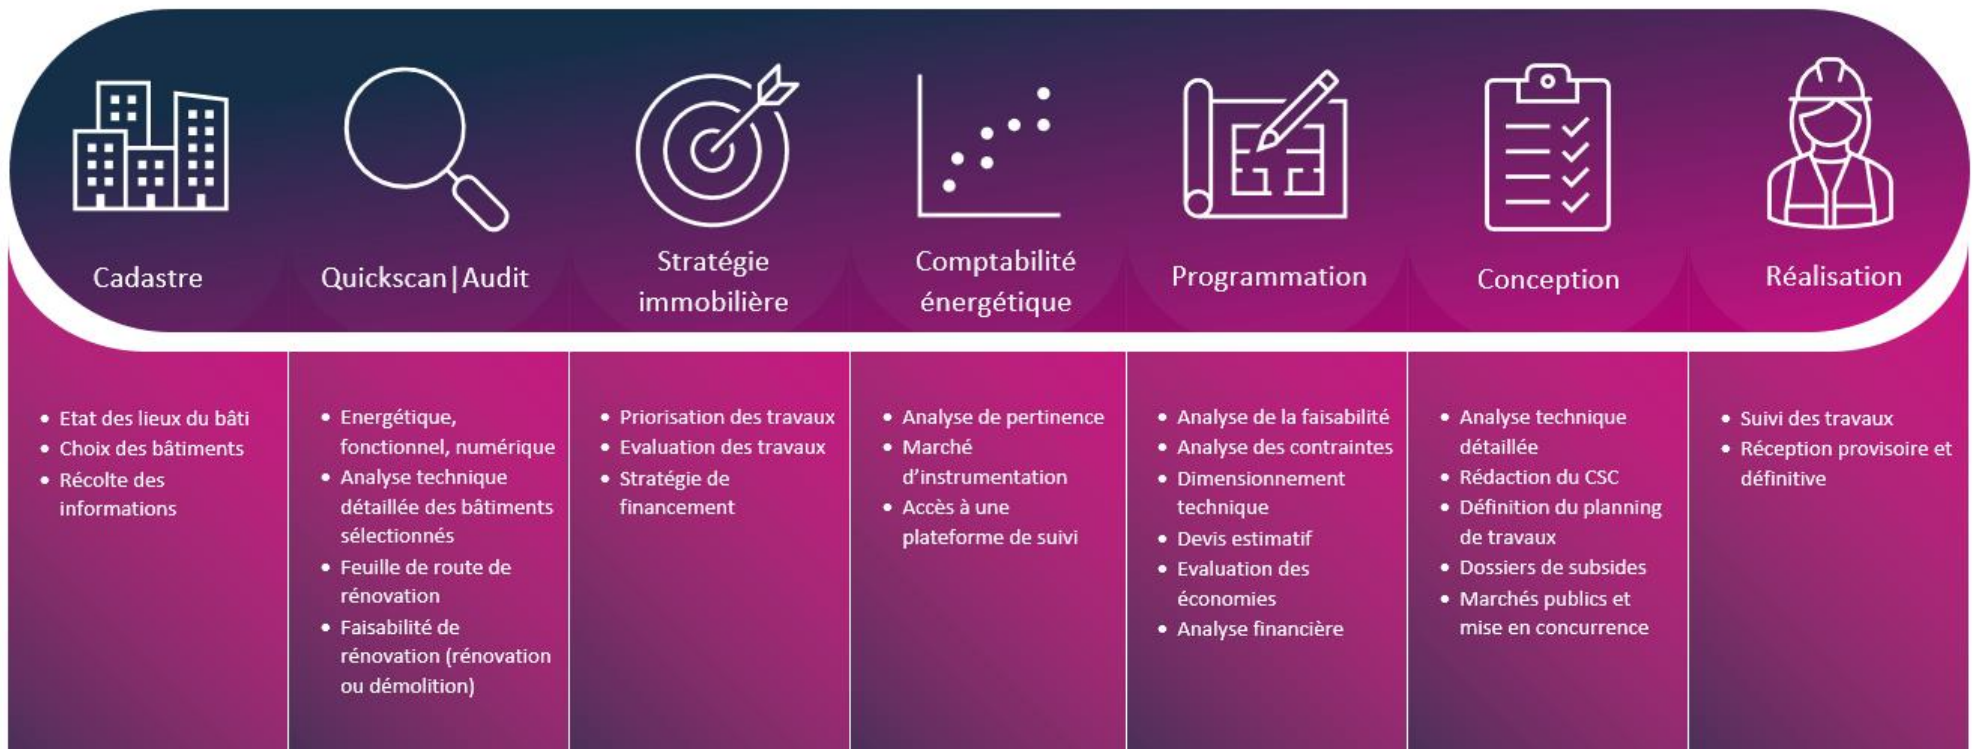 Cadastre
Quickscan|Audit
Stratégie
immobilière
Comptabilité
énergétique
Programmation
Conception
Réalisation
• Etat des lieux du bâti
• Choix des bâtiments
• Récolte des
informations
• Energétique,
fonctionnel, numérique
• Analyse technique
détaillée des bâtiments
sélectionnés
• Feuille de route de
rénovation
• Faisabilité de
rénovation (rénovation
ou démolition)
• Priorisation des travaux
• Evaluation des travaux
• Stratégie de
financement
• Analyse de pertinence
• Marché
d'instrumentation
• Accès à une
plateforme de suivi
• Analyse de la faisabilité
• Analyse des contraintes
• Dimensionnement
technique
• Devis estimatif
• Evaluation des
économies
• Analyse financière
• Analyse technique
détaillée
• Rédaction du CSC
• Définition du planning
de travaux
• Dossiers de subsides
• Marchés publics et
mise en concurrence
• Suivi des travaux
• Réception provisoire et
définitive